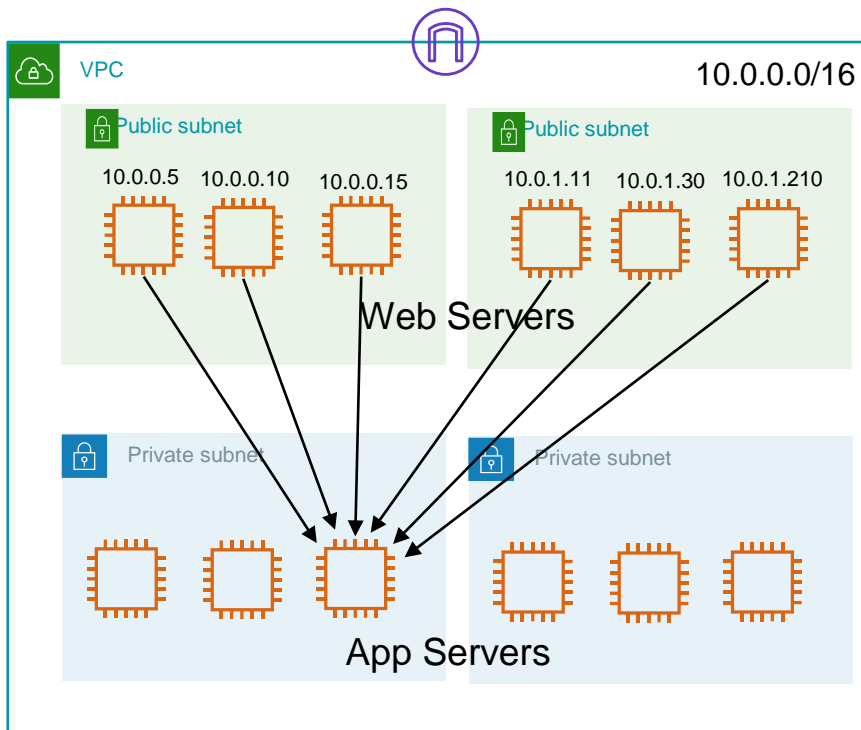 VPC
10.0.0.0/16
Public subnet
Public subnet
10.0.0.5
10.0.0.10
10.0.0.15
10.0.1.11
10.0.1.30
10.0.1.210
Web Servers
Private subnet
Private subnet
App Servers